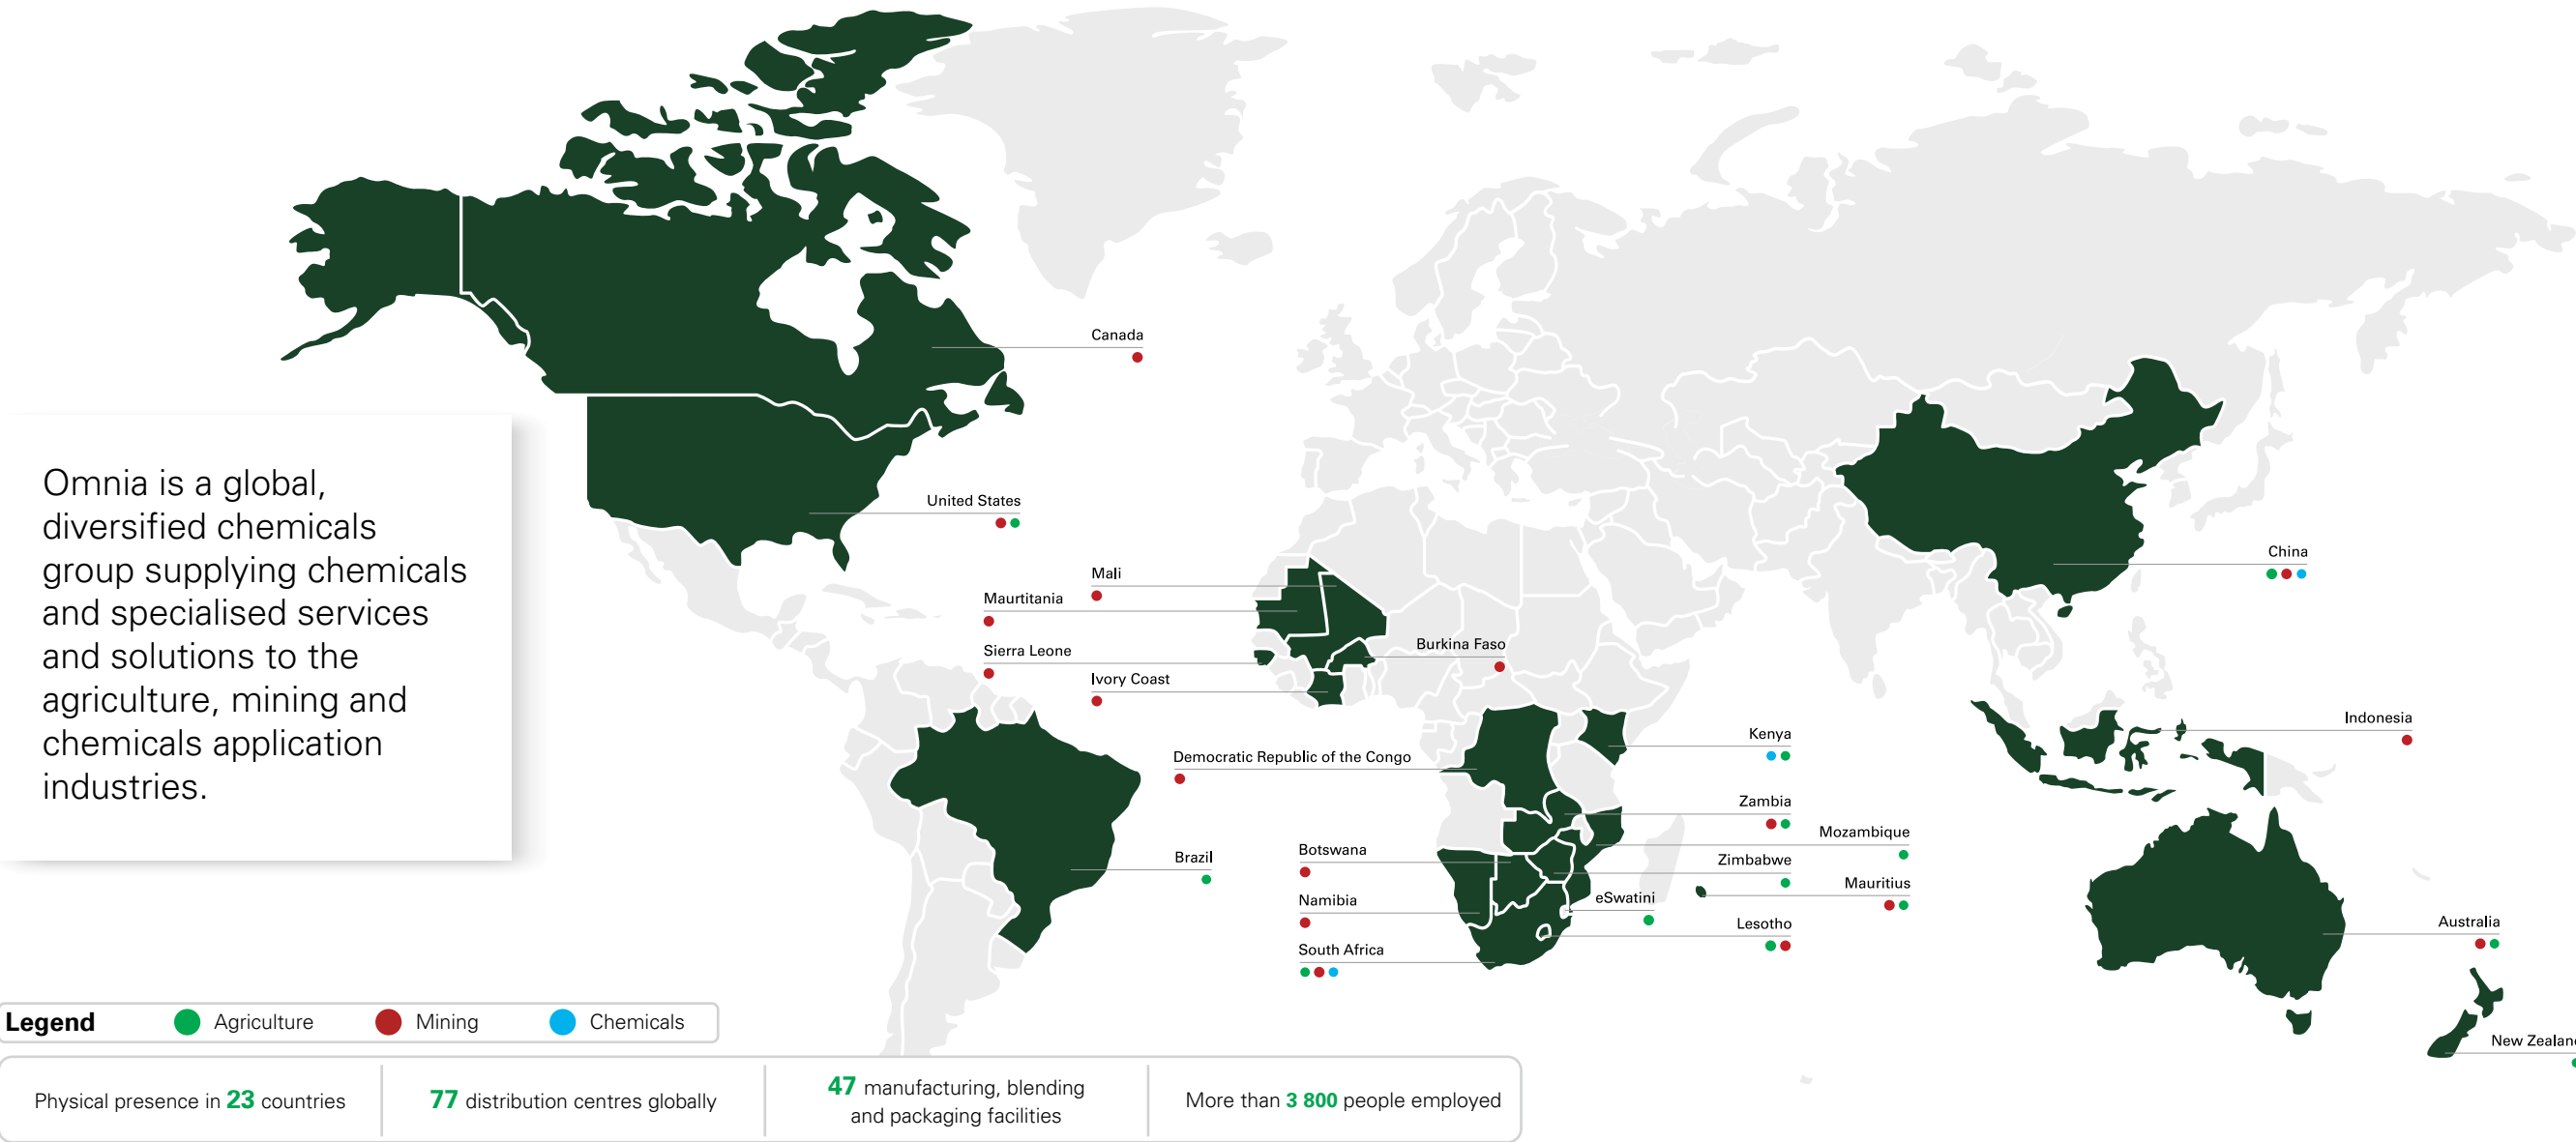 Canada
United States
Omnia is a global,
diversified chemicals
group supplying chemicals
and specialised services
and solutions to the
agriculture, mining and
chemicals application
industries.
China
Mali
Maurtitania
Burkina Faso
Sierra Leone
Ivory Coast
Indonesia
Kenya
Democratic Republic of the Congo
Zambia
Mozambique
Botswana
Brazil
Zimbabwe
Mauritius
Namibia
eSwatini
Lesotho
Australia
South Africa
Legend Agriculture Mining Chemicals
New Zealan
Physical presence in 23 countries
77 distribution centres globally
47 manufacturing, blending
and packaging facilities
More than 3 800 people employed